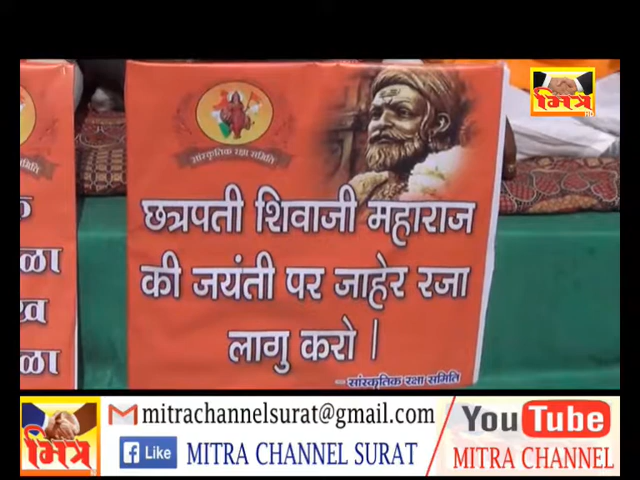 मित्र
HD
सांस्कृतिक रक्षा समिति
छत्रपती शिवाजी महाराज
की जयंती पर जाहेर रजा
लागु करो |
- सांस्कृतिक रक्षा समिति
मित्र
mitrachannelsurat@gmail.com
f Like MITRA CHANNEL SURAT
YouTube
MITRA CHANNEL